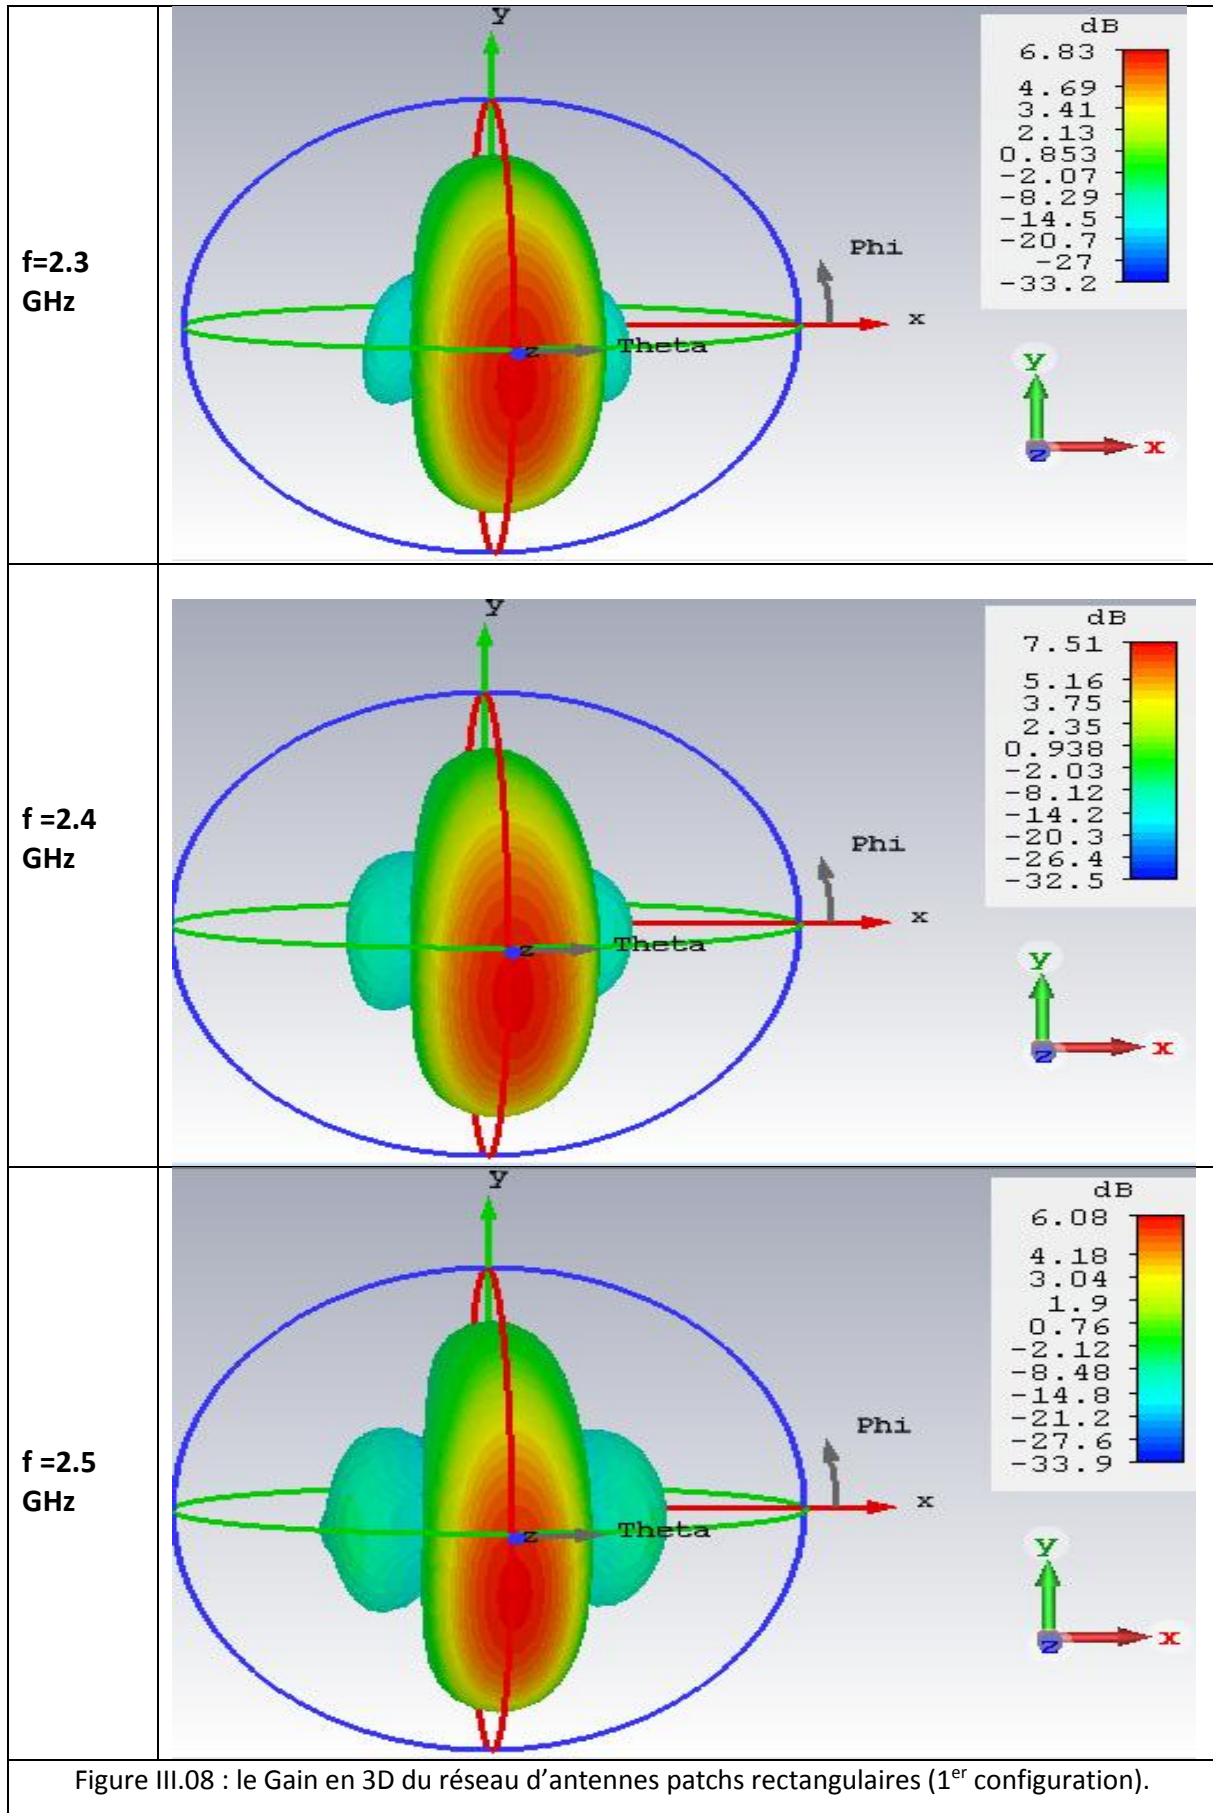 f=2.3
GHz
y
Phi
x
Theta
z
dB
6.83
4.69
3.41
2.13
0.853
-2.07
-8.29
-14.5
-20.7
-27
-33.2
y
x
z
f =2.4
GHz
y
Phi
x
Theta
z
dB
7.51
5.16
3.75
2.35
0.938
-2.03
-8.12
-14.2
-20.3
-26.4
-32.5
y
x
z
f =2.5
GHz
y
Phi
x
Theta
z
dB
6.08
4.18
3.04
1.9
0.76
-2.12
-8.48
-14.8
-21.2
-27.6
-33.9
y
x
z
Figure III.08 : le Gain en 3D du réseau d’antennes patchs rectangulaires (1er configuration).